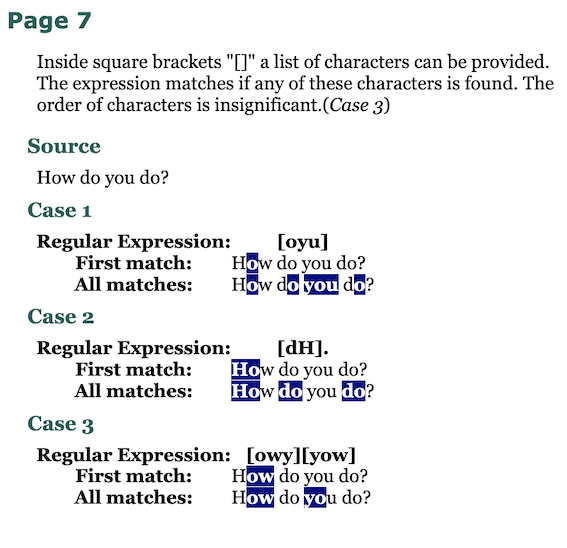 Page 7
Inside square brackets "[]" a list of characters can be provided.
The expression matches if any of these characters is found. The
order of characters is insignificant.(Case 3)
Source
How do you do?
Case 1
Regular Expression: [oyu]
First match: How do you do?
All matches: How do you do?
Case 2
Regular Expression: [dH].
First match: How do you do?
All matches: How do you do?
Case 3
Regular Expression: [owy][yow]
First match: How do you do?
All matches: How do you do?